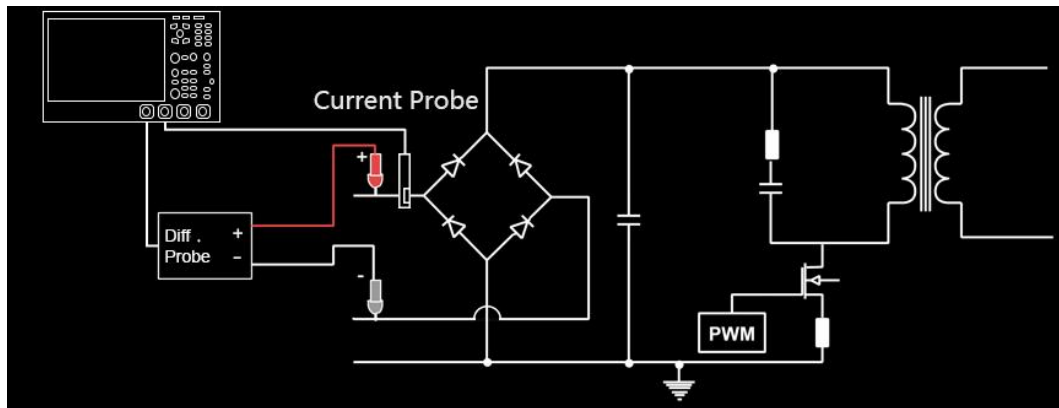 Current Probe
+
Diff . +
Probe -
-
PWM